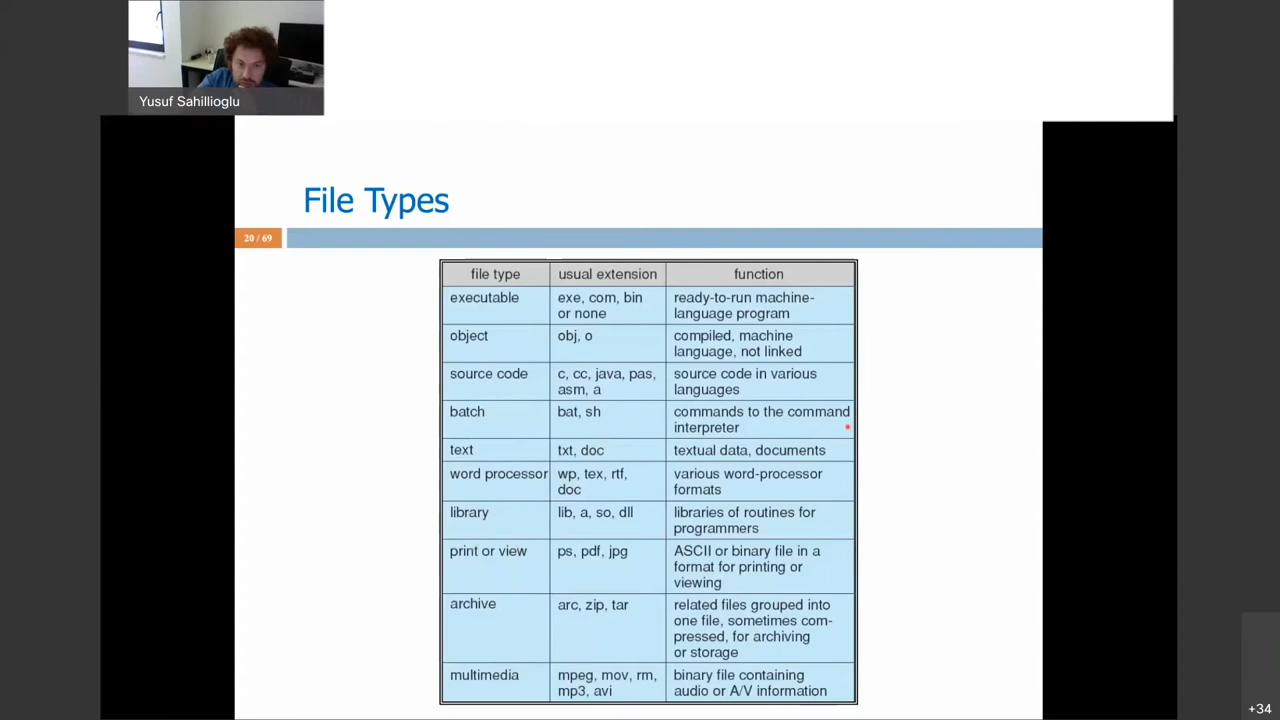 Yusuf Sahillioglu
File Types
20 / 69
file type usual extension function
executable exe, com, bin ready-to-run machine-
or none language program
object obj, o compiled, machine
language, not linked
source code c, cc, java, pas, source code in various
asm, a languages
batch bat, sh commands to the command
interpreter
text txt, doc textual data, documents
word processor wp, tex, rtf, various word-processor
doc formats
library lib, a, so, dll libraries of routines for
programmers
print or view ps, pdf, jpg ASCII or binary file in a
format for printing or
viewing
archive arc, zip, tar related files grouped into
one file, sometimes com-
pressed, for archiving
or storage
multimedia mpeg, mov, rm, binary file containing
mp3, avi audio or A/V information
+34